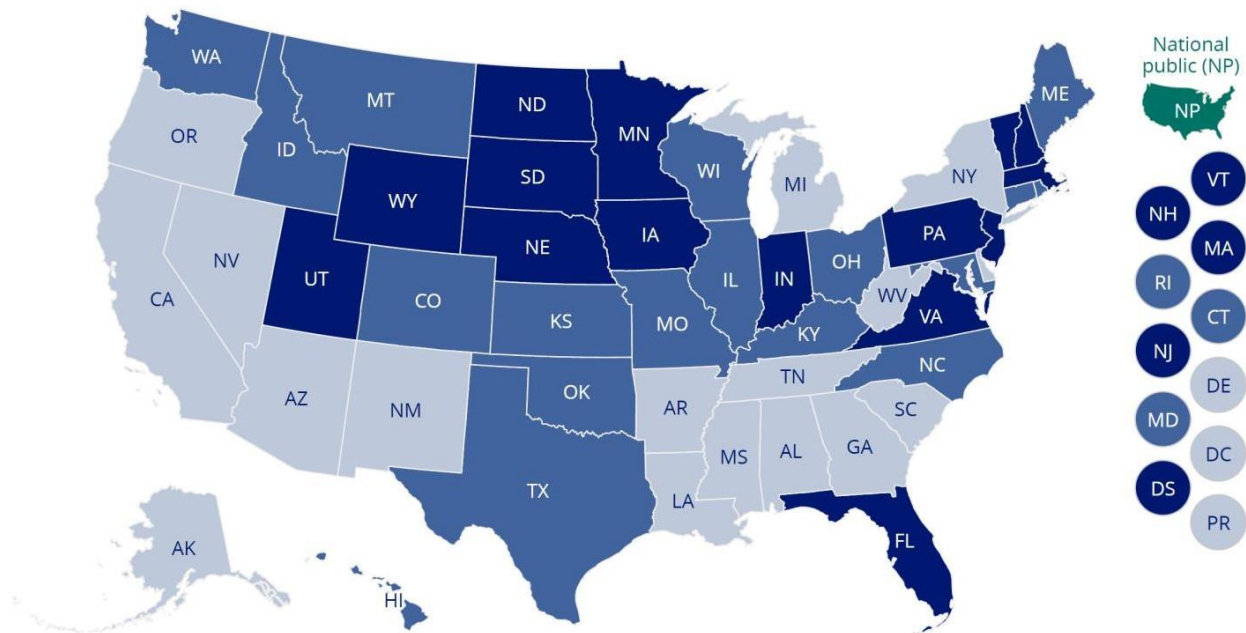 National
public (NP)
NP
WA
MT
ND
MN
ME
OR
ID
SD
WI
MI
NY
VT
WY
NH
IA
PA
MA
NE
NV
UT
OH
IL
IN
RI
CA
CO
WV
KS
MO
KY
VA
CT
NJ
NC
TN
DE
AZ
NM
OK
AR
SC
MD
MS
AL
GA
DC
TX
LA
DS
PR
AK
FL
HI